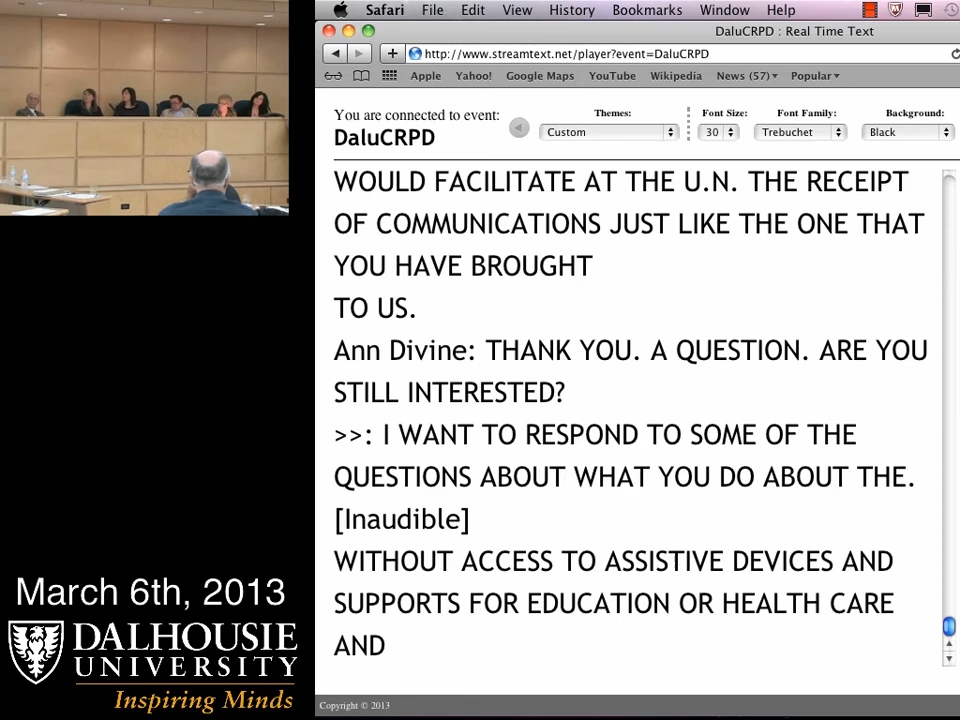 Safari File Edit View History Bookmarks Window Help
DaluCRPD : Real Time Text
http://www.streamtext.net/player?event=DaluCRPD
Apple Yahoo! Google Maps YouTube Wikipedia News (57)▾ Popular▾
You are connected to event:
DaluCRPD
Themes: Font Size: Font Family: Background:
Custom 30 Trebuchet Black
WOULD FACILITATE AT THE U.N. THE RECEIPT
OF COMMUNICATIONS JUST LIKE THE ONE THAT
YOU HAVE BROUGHT
TO US.
Ann Divine: THANK YOU. A QUESTION. ARE YOU
STILL INTERESTED?
>>: I WANT TO RESPOND TO SOME OF THE
QUESTIONS ABOUT WHAT YOU DO ABOUT THE.
[Inaudible]
WITHOUT ACCESS TO ASSISTIVE DEVICES AND
SUPPORTS FOR EDUCATION OR HEALTH CARE
AND
Copyright © 2013
March 6th, 2013
DALHOUSIE
UNIVERSITY
Inspiring Minds